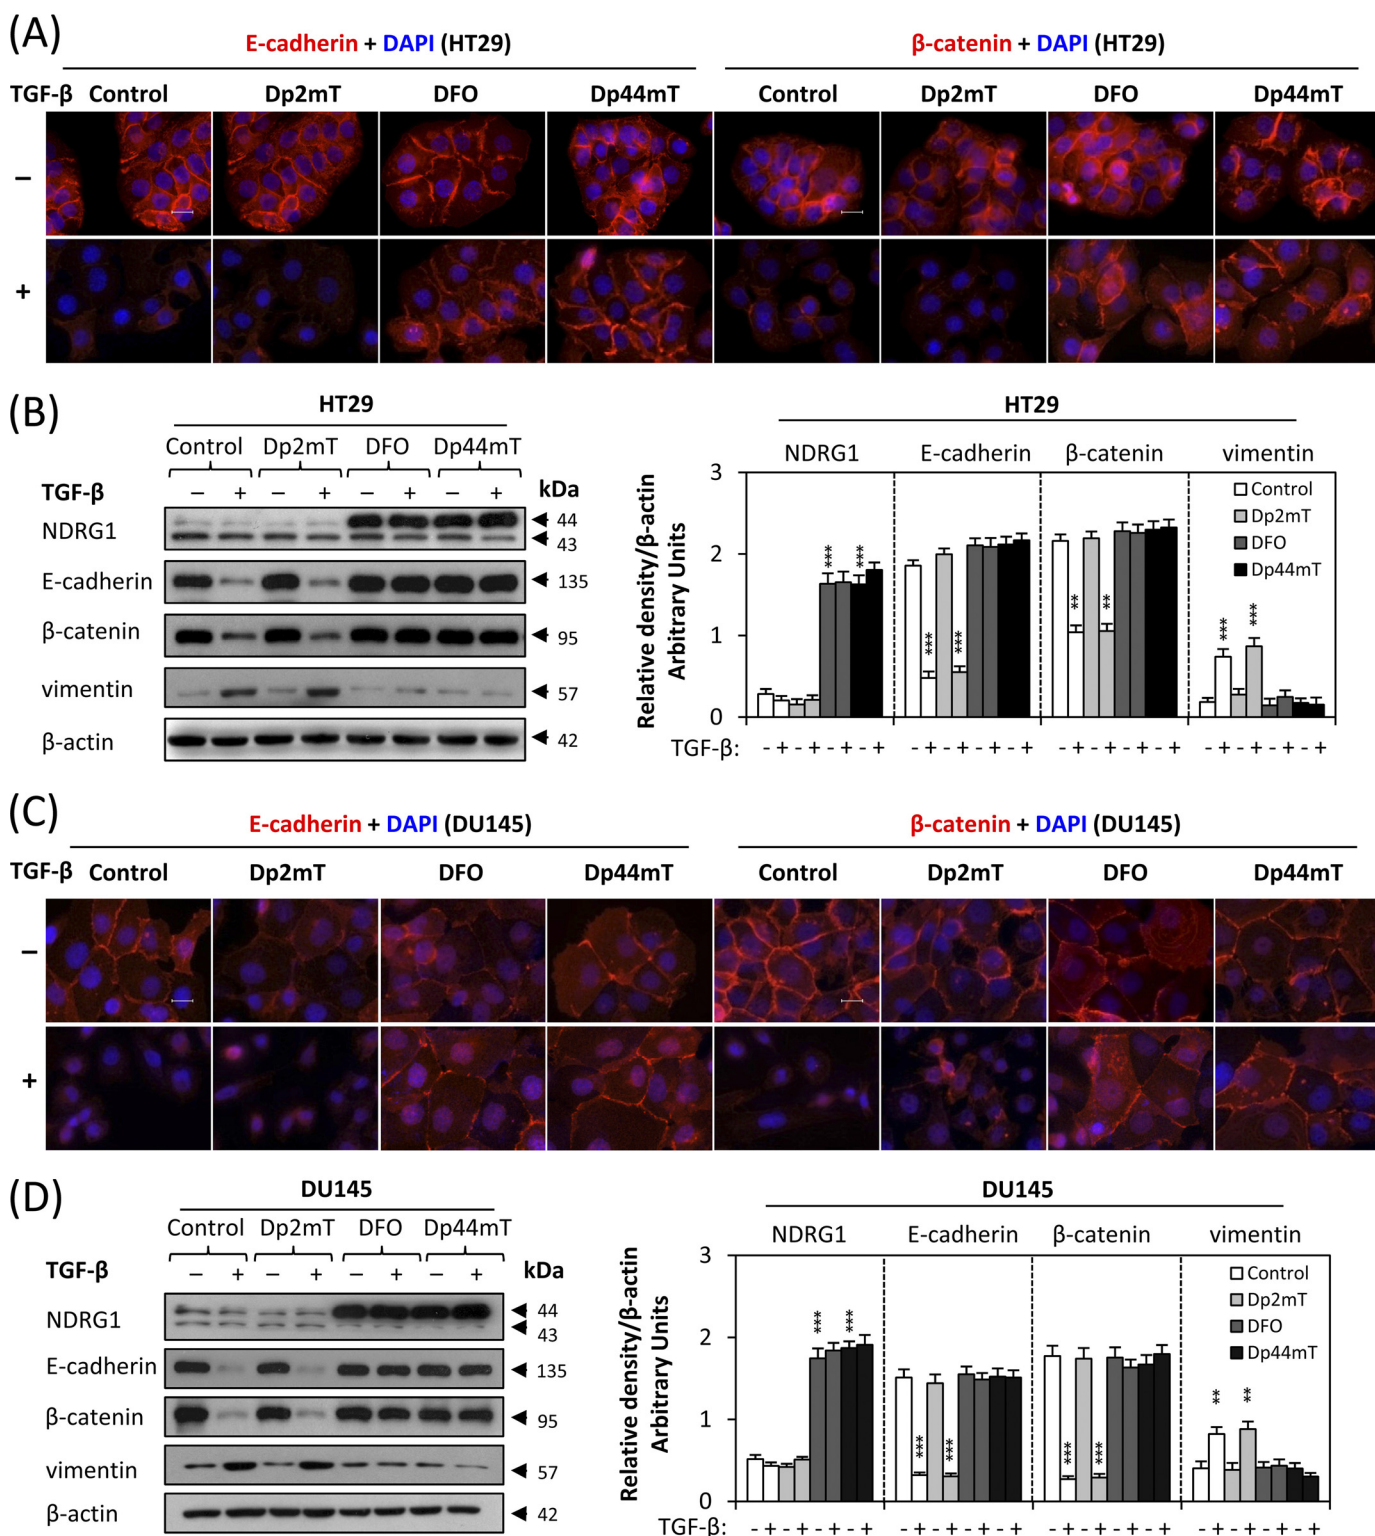 (A)
E-cadherin + DAPI (HT29)
β-catenin + DAPI (HT29)
TGF-β Control Dp2mT DFO Dp44mT Control Dp2mT DFO Dp44mT
–
+
(B)
HT29
Control Dp2mT DFO Dp44mT
TGF-β – + – + – + – + kDa
NDRG1 44
43
E-cadherin 135
β-catenin 95
vimentin 57
β-actin 42
HT29
NDRG1 E-cadherin β-catenin vimentin
Relative density/β-actin
Arbitrary Units
3
2
1
0
Control
Dp2mT
DFO
Dp44mT
*** *** *** *** ** ** *** ***
TGF-β: - + - + - + - + - + - + - + - + - + - + - + - + - + - + - + - +
(C)
E-cadherin + DAPI (DU145)
β-catenin + DAPI (DU145)
TGF-β Control Dp2mT DFO Dp44mT Control Dp2mT DFO Dp44mT
–
+
(D)
DU145
Control Dp2mT DFO Dp44mT
TGF-β – + – + – + – + kDa
NDRG1 44
43
E-cadherin 135
β-catenin 95
vimentin 57
β-actin 42
DU145
NDRG1 E-cadherin β-catenin vimentin
Relative density/β-actin
Arbitrary Units
3
2
1
0
Control
Dp2mT
DFO
Dp44mT
*** *** *** *** *** *** ** **
TGF-β: - + - + - + - + - + - + - + - + - + - + - + - + - + - + - + - +